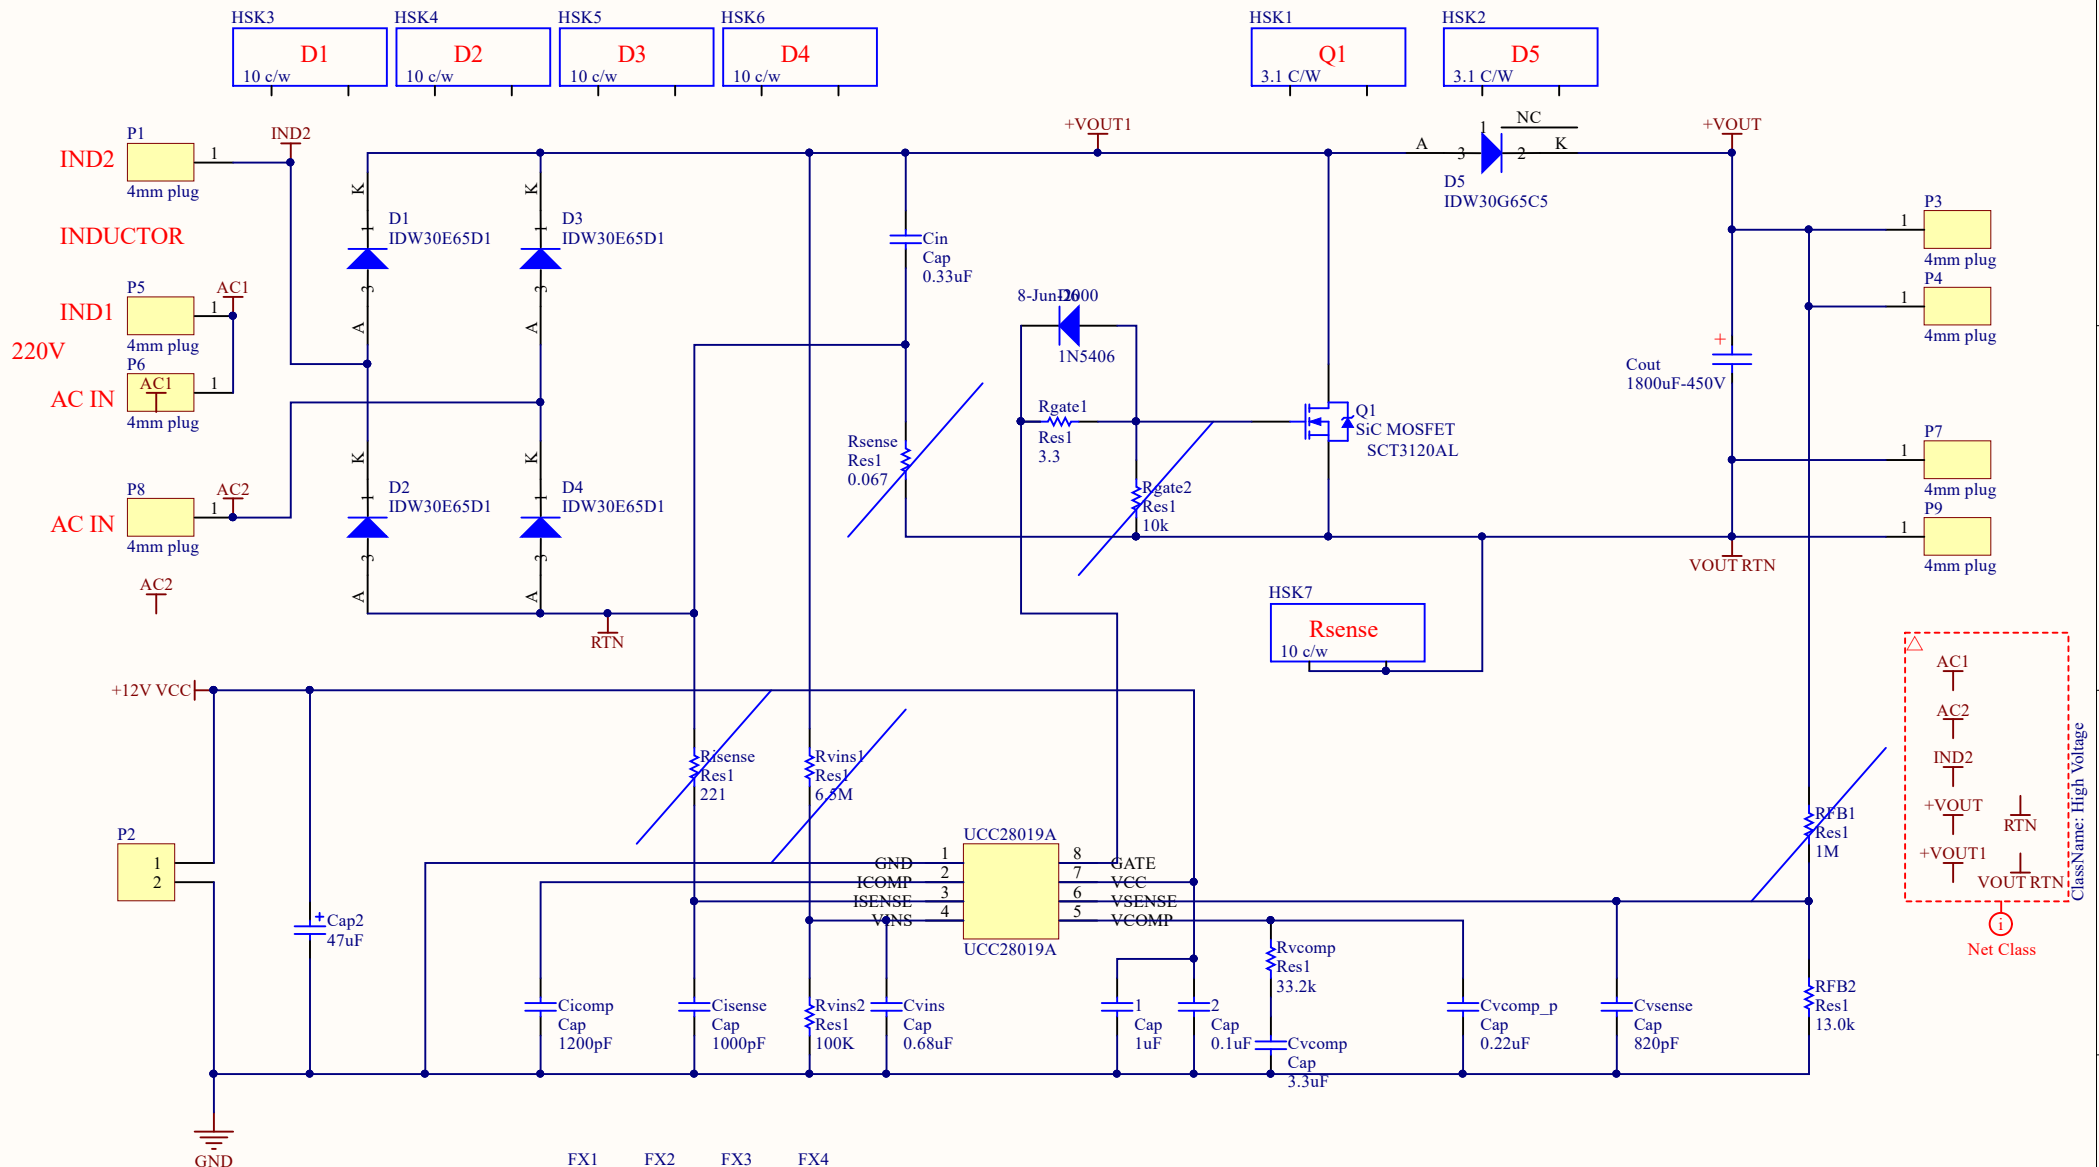 HSK3
D1
10 c/w
HSK4
D2
10 c/w
HSK5
D3
10 c/w
HSK6
D4
10 c/w
HSK1
Q1
3.1 C/W
HSK2
D5
3.1 C/W
IND2
P1
1
4mm plug
IND2
INDUCTOR
IND1
P5
1
4mm plug
AC1
220V
P6
AC1
1
4mm plug
AC IN
AC IN
P8
1
4mm plug
AC2
AC2
K
1
D1
IDW30E65D1
3
A
K
1
D3
IDW30E65D1
3
A
K
1
D2
IDW30E65D1
3
A
K
1
D4
IDW30E65D1
3
A
RTN
Cin
Cap
0.33uF
+VOUT1
A
3
1
NC
2
K
D5
IDW30G65C5
+VOUT
8-Jun-2000
1N5406
Rgate1
Res1
3.3
Rsense
Res1
0.067
Rgate2
Res1
10k
Q1
SiC MOSFET
SCT3120AL
Cout
+
1800uF-450V
P3
1
4mm plug
P4
1
4mm plug
P7
1
4mm plug
P9
1
4mm plug
VOUT RTN
HSK7
Rsense
10 c/w
+12V VCC
P2
1
2
+
Cap2
47uF
Risense
Res1
221
Rvins1
Res1
6.5M
UCC28019A
GND
1
ICOMP
2
ISENSE
3
VINS
4
8
GATE
7
VCC
6
VSENSE
5
VCOMP
UCC28019A
Cicomp
Cap
1200pF
Cisense
Cap
1000pF
Rvins2
Res1
100K
Cvins
Cap
0.68uF
1
Cap
1uF
2
Cap
0.1uF
Rvcomp
Res1
33.2k
Cvcomp
Cap
3.3uF
Cvcomp_p
Cap
0.22uF
Cvsense
Cap
820pF
RFB1
Res1
1M
RFB2
Res1
13.0k
AC1
AC2
IND2
+VOUT
+VOUT1
RTN
VOUT RTN
ClassName: High Voltage
i
Net Class
GND
FX1
FX2
FX3
FX4